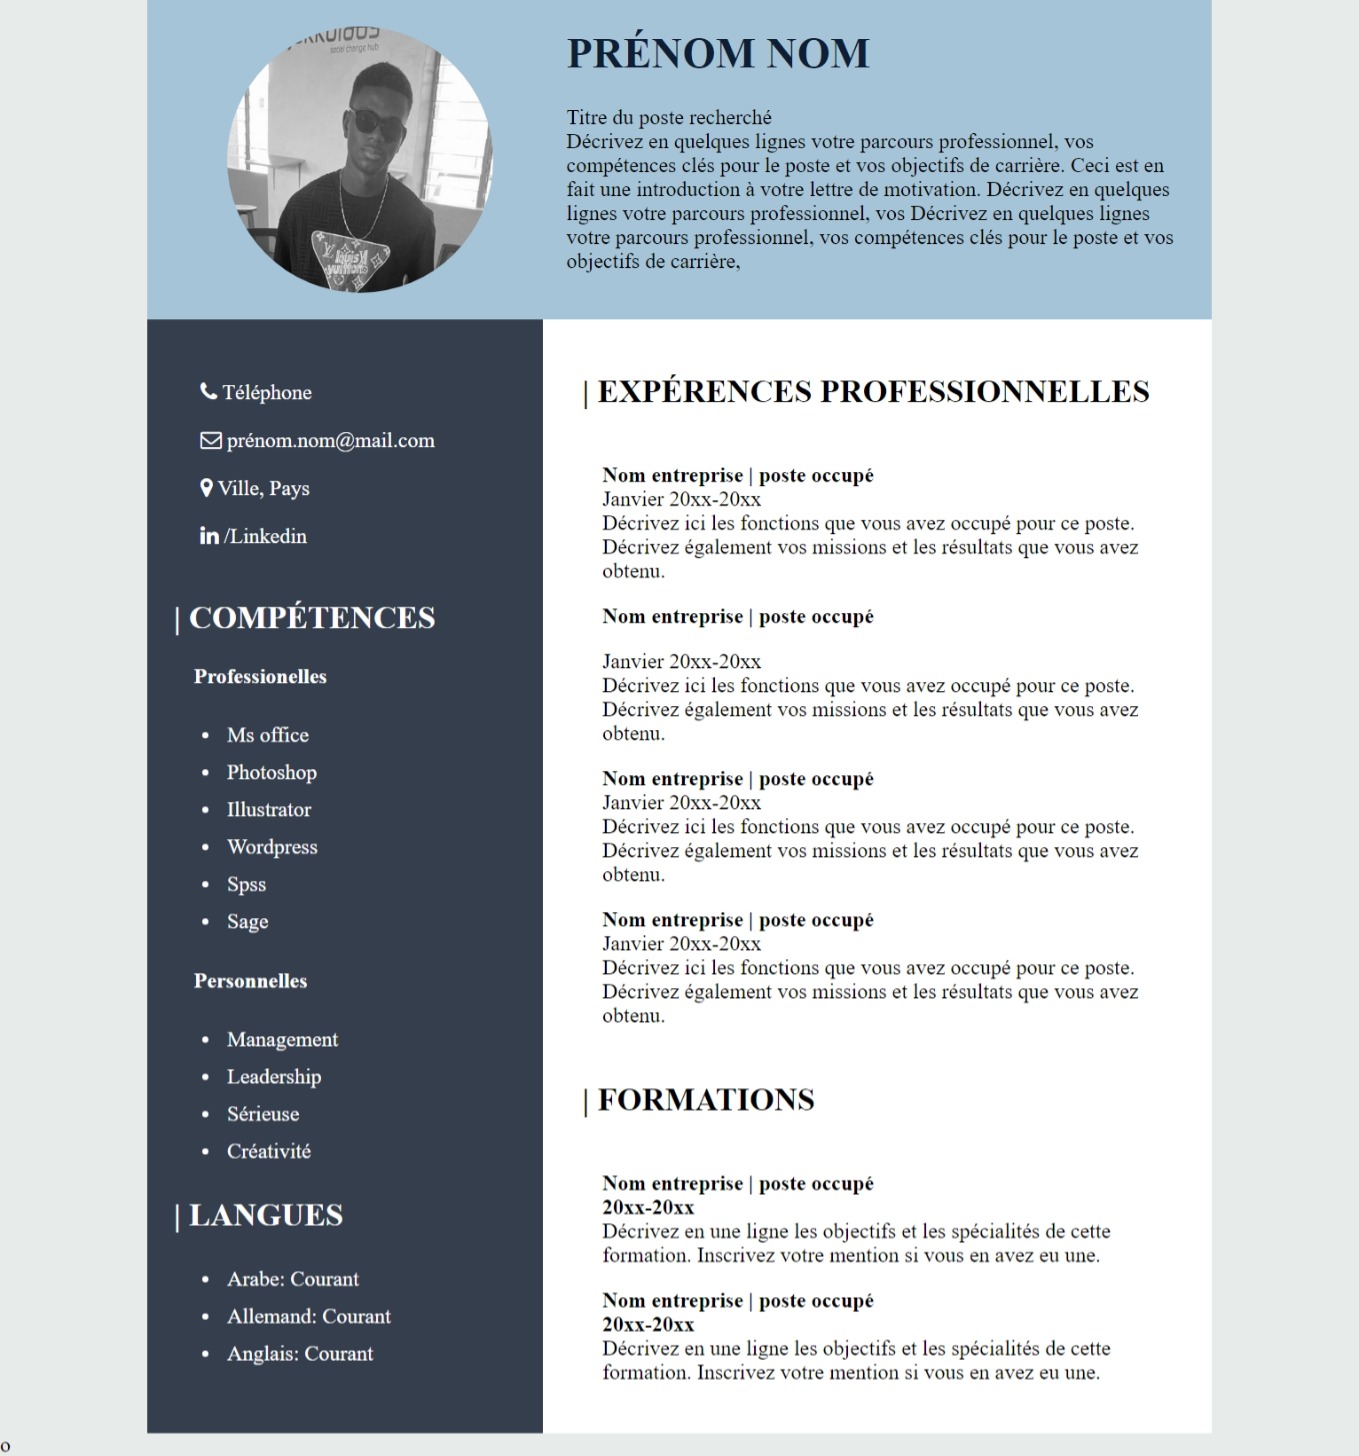 social change hub
PRÉNOM NOM
Titre du poste recherché
Décrivez en quelques lignes votre parcours professionnel, vos
compétences clés pour le poste et vos objectifs de carrière. Ceci est en
fait une introduction à votre lettre de motivation. Décrivez en quelques
lignes votre parcours professionnel, vos Décrivez en quelques lignes
votre parcours professionnel, vos compétences clés pour le poste et vos
objectifs de carrière,
Téléphone
prénom.nom@mail.com
Ville, Pays
in /Linkedin
| COMPÉTENCES
Professionelles
• Ms office
• Photoshop
• Illustrator
• Wordpress
• Spss
• Sage
Personnelles
• Management
• Leadership
• Sérieuse
• Créativité
| LANGUES
• Arabe: Courant
• Allemand: Courant
• Anglais: Courant
| EXPÉRENCES PROFESSIONNELLES
Nom entreprise | poste occupé
Janvier 20xx-20xx
Décrivez ici les fonctions que vous avez occupé pour ce poste.
Décrivez également vos missions et les résultats que vous avez
obtenu.
Nom entreprise | poste occupé
Janvier 20xx-20xx
Décrivez ici les fonctions que vous avez occupé pour ce poste.
Décrivez également vos missions et les résultats que vous avez
obtenu.
Nom entreprise | poste occupé
Janvier 20xx-20xx
Décrivez ici les fonctions que vous avez occupé pour ce poste.
Décrivez également vos missions et les résultats que vous avez
obtenu.
Nom entreprise | poste occupé
Janvier 20xx-20xx
Décrivez ici les fonctions que vous avez occupé pour ce poste.
Décrivez également vos missions et les résultats que vous avez
obtenu.
| FORMATIONS
Nom entreprise | poste occupé
20xx-20xx
Décrivez en une ligne les objectifs et les spécialités de cette
formation. Inscrivez votre mention si vous en avez eu une.
Nom entreprise | poste occupé
20xx-20xx
Décrivez en une ligne les objectifs et les spécialités de cette
formation. Inscrivez votre mention si vous en avez eu une.
o